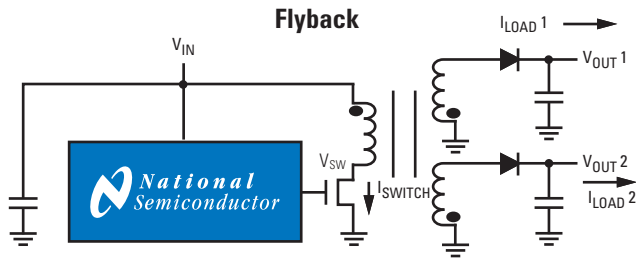 Flyback
I_LOAD 1
V_IN
V_OUT 1
V_SW
National
Semiconductor
I_SWITCH
V_OUT 2
I_LOAD 2